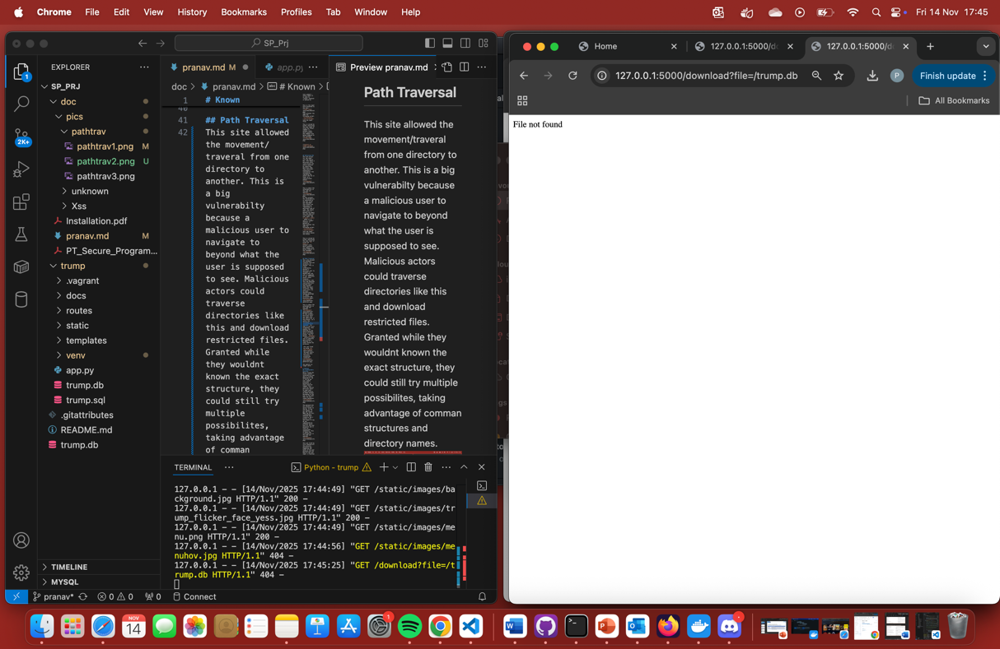 Chrome File Edit View History Bookmarks Profiles Tab Window Help
Fri 14 Nov 17:45
SP_Prj
EXPLORER
SP_PRJ
doc
pics
pathtrav
pathtrav1.png M
pathtrav2.png U
pathtrav3.png
unknown
Xss
Installation.pdf
pranav.md M
PT_Secure_Program...
trump
.vagrant
docs
routes
static
templates
venv
app.py
trump.db
trump.sql
.gitattributes
README.md
trump.db
TIMELINE
MYSQL
1
2K+
pranav.md M
app.py
doc > pranav.md > # Known >
1 # Known
40
41 ## Path Traversal
42 This site allowed
the movement/
traveral from one
directory to
another. This is
a big
vulnerabilty
because a
malicious user to
navigate to
beyond what the
user is supposed
to see. Malicious
actors could
traverse
directories like
this and download
restricted files.
Granted while
they wouldnt
known the exact
structure, they
could still try
multiple
possibilites,
taking advantage
of comman
Preview pranav.md
Path Traversal
This site allowed the
movement/traveral
from one directory to
another. This is a big
vulnerabilty because
a malicious user to
navigate to beyond
what the user is
supposed to see.
Malicious actors
could traverse
directories like this
and download
restricted files.
Granted while they
wouldnt known the
exact structure, they
could still try multiple
possibilites, taking
advantage of comman
structures and
directory names.
TERMINAL
Python - trump
127.0.0.1 - - [14/Nov/2025 17:44:49] "GET /static/images/ba
ckground.jpg HTTP/1.1" 200 -
127.0.0.1 - - [14/Nov/2025 17:44:49] "GET /static/images/tr
ump_flicker_face_yess.jpg HTTP/1.1" 200 -
127.0.0.1 - - [14/Nov/2025 17:44:49] "GET /static/images/me
nu.png HTTP/1.1" 200 -
127.0.0.1 - - [14/Nov/2025 17:44:56] "GET /static/images/me
nuhov.jpg HTTP/1.1" 404 -
127.0.0.1 - - [14/Nov/2025 17:45:25] "GET /download?file=/t
rump.db HTTP/1.1" 404 -
pranav* 0 0 0 Connect
Home
127.0.0.1:5000/do
127.0.0.1:5000/do
127.0.0.1:5000/download?file=/trump.db
P
Finish update
All Bookmarks
File not found
NOV
14
1